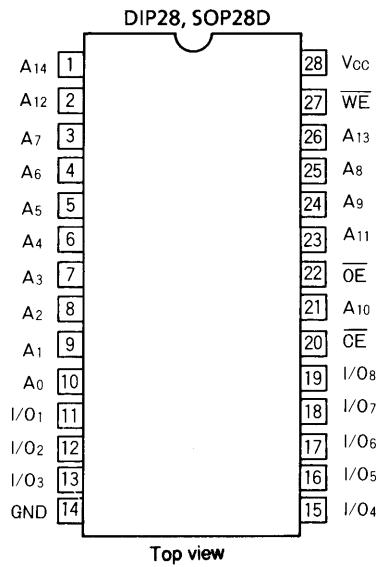 DIP28, SOP28D
A14 1 28 Vcc
A12 2 27 W̅E̅
A7 3 26 A13
A6 4 25 A8
A5 5 24 A9
A4 6 23 A11
A3 7 22 O̅E̅
A2 8 21 A10
A1 9 20 C̅E̅
A0 10 19 I/O8
I/O1 11 18 I/O7
I/O2 12 17 I/O6
I/O3 13 16 I/O5
GND 14 15 I/O4
Top view